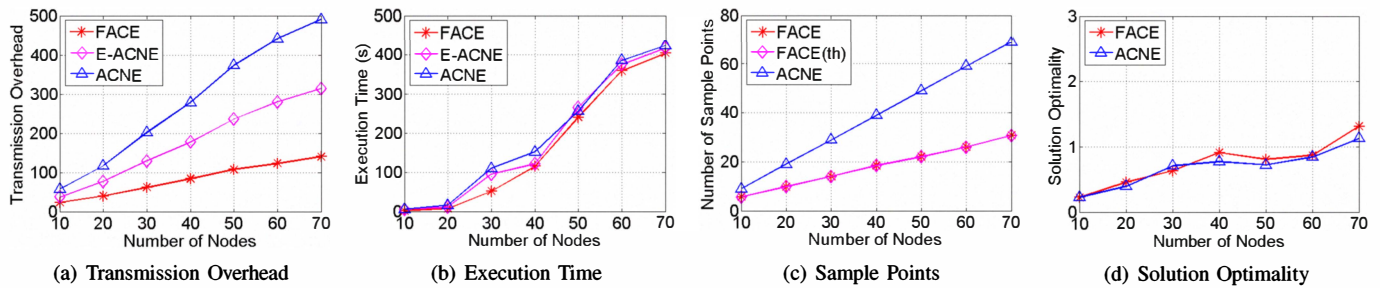 500
400
300
200
100
0
Transmission Overhead
FACE
E-ACNE
ACNE
10 20 30 40 50 60 70
Number of Nodes
(a) Transmission Overhead
500
400
300
200
100
0
Execution Time (s)
FACE
E-ACNE
ACNE
10 20 30 40 50 60 70
Number of Nodes
(b) Execution Time
80
60
40
20
0
Number of Sample Points
FACE
FACE(th)
ACNE
10 20 30 40 50 60 70
Number of Nodes
(c) Sample Points
3
2
1
0
Solution Optimality
FACE
ACNE
10 20 30 40 50 60 70
Number of Nodes
(d) Solution Optimality